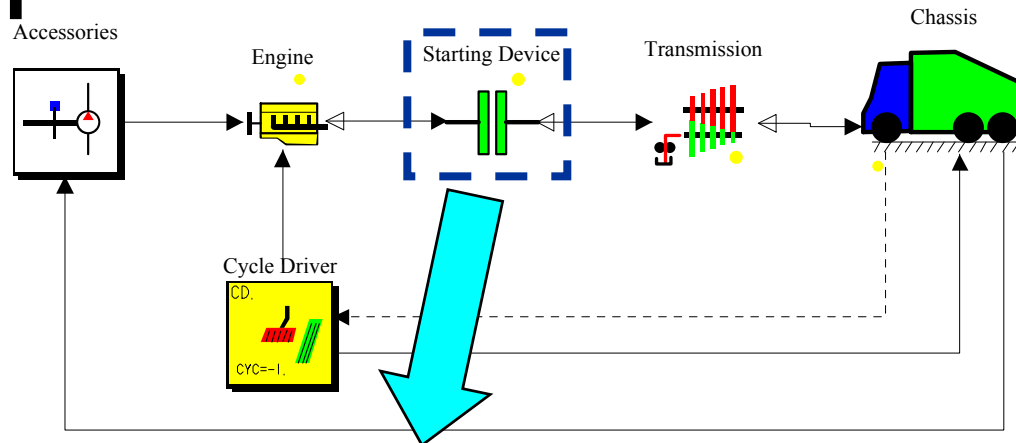 Chassis
Accessories
Engine
Starting Device
Transmission
Cycle Driver
CD.
CYC=-1.